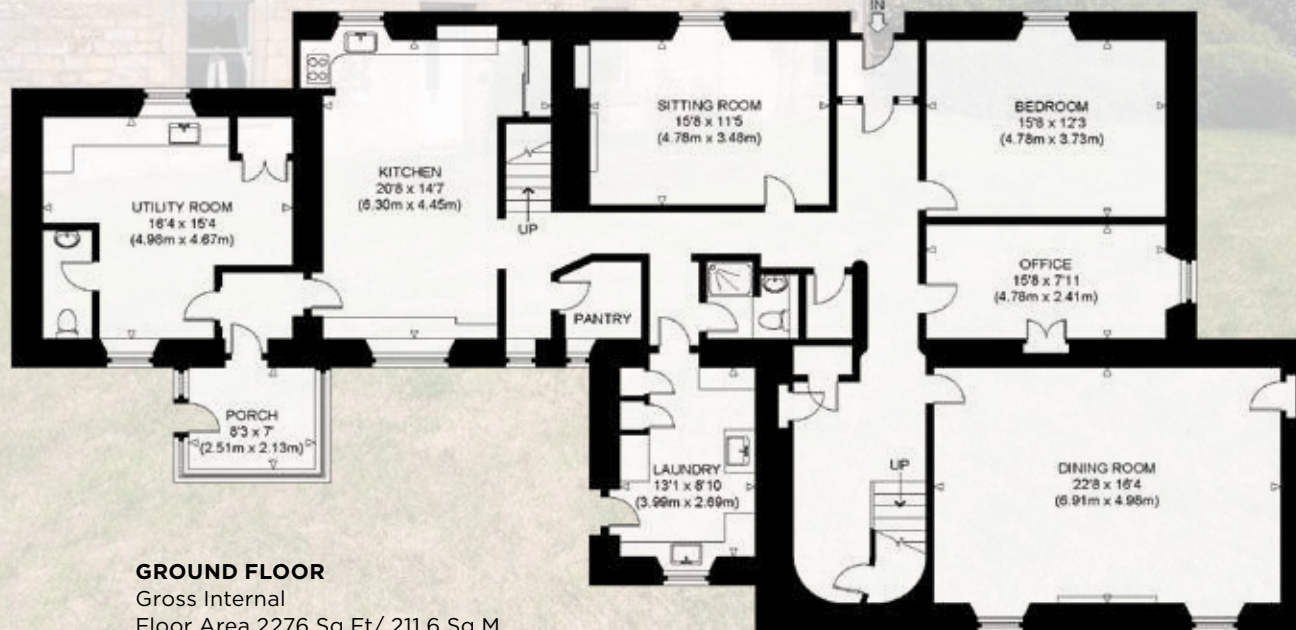 IN
SITTING ROOM
15'8 x 11'5
(4.78m x 3.48m)
BEDROOM
15'8 x 12'3
(4.78m x 3.73m)
KITCHEN
20'8 x 14'7
(6.30m x 4.45m)
UTILITY ROOM
16'4 x 15'4
(4.98m x 4.67m)
UP
OFFICE
15'8 x 7'11
(4.78m x 2.41m)
PANTRY
PORCH
8'3 x 7'
(2.51m x 2.13m)
LAUNDRY
13'1 x 8'10
(3.99m x 2.69m)
UP
DINING ROOM
22'8 x 16'4
(6.91m x 4.98m)
GROUND FLOOR
Gross Internal
Floor Area 2276 Sq Ft/ 211.6 Sq M